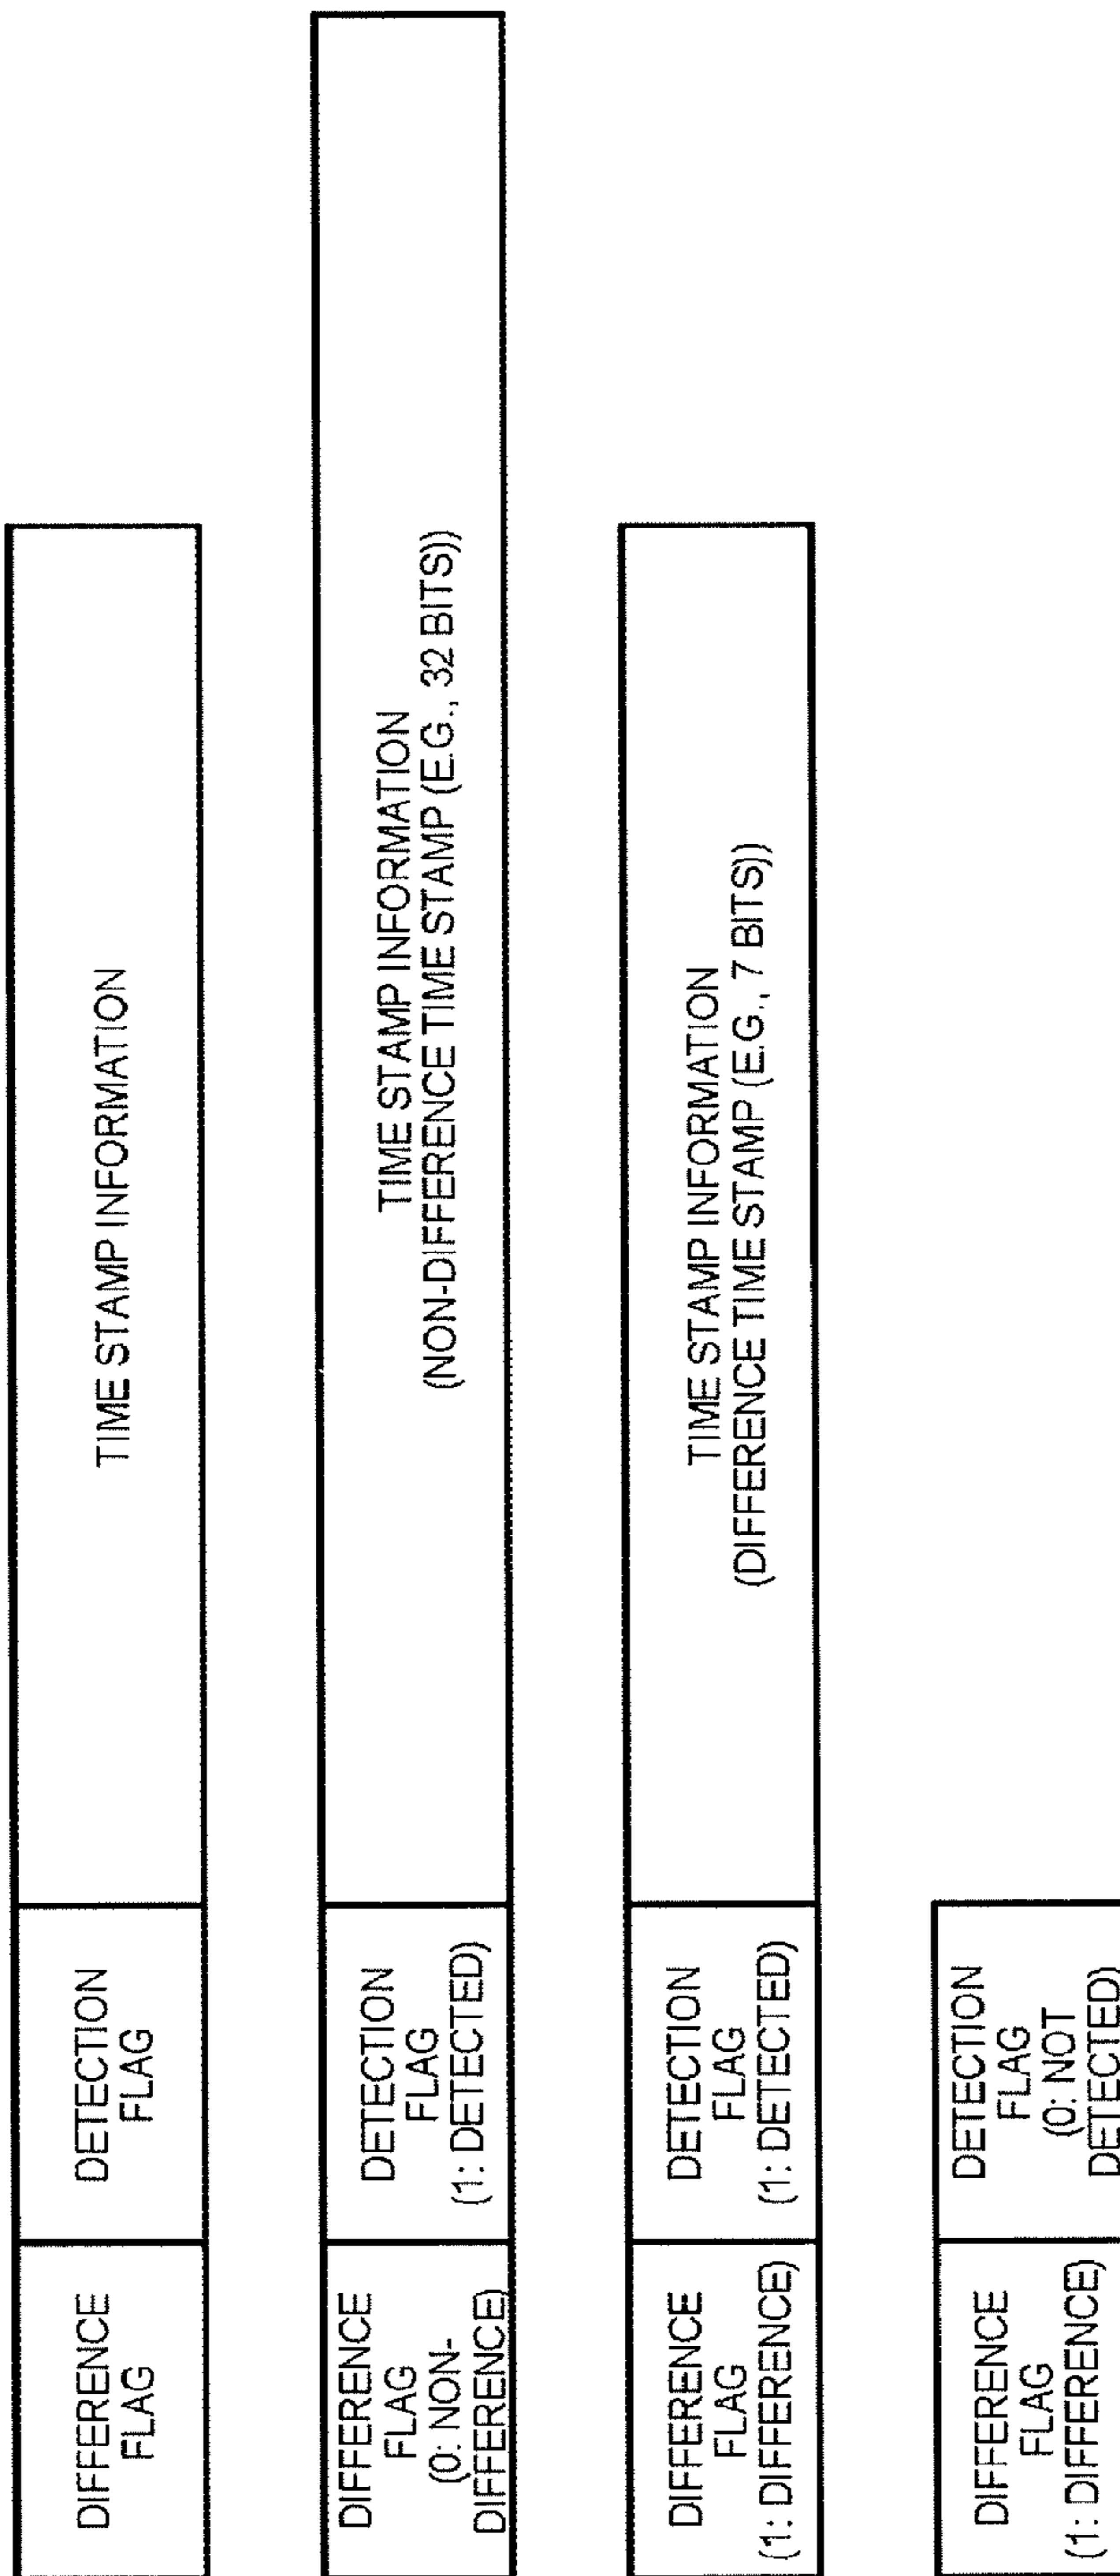 DIFFERENCE
FLAG
DETECTION
FLAG
TIME STAMP INFORMATION
DIFFERENCE
FLAG
(0: NON-
DIFFERENCE)
DETECTION
FLAG
(1: DETECTED)
TIME STAMP INFORMATION
(NON-DIFFERENCE TIME STAMP (E.G., 32 BITS))
DIFFERENCE
FLAG
(1: DIFFERENCE)
DETECTION
FLAG
(1: DETECTED)
TIME STAMP INFORMATION
(DIFFERENCE TIME STAMP (E.G., 7 BITS))
DIFFERENCE
FLAG
(1: DIFFERENCE)
DETECTION
FLAG
(0: NOT
DETECTED)